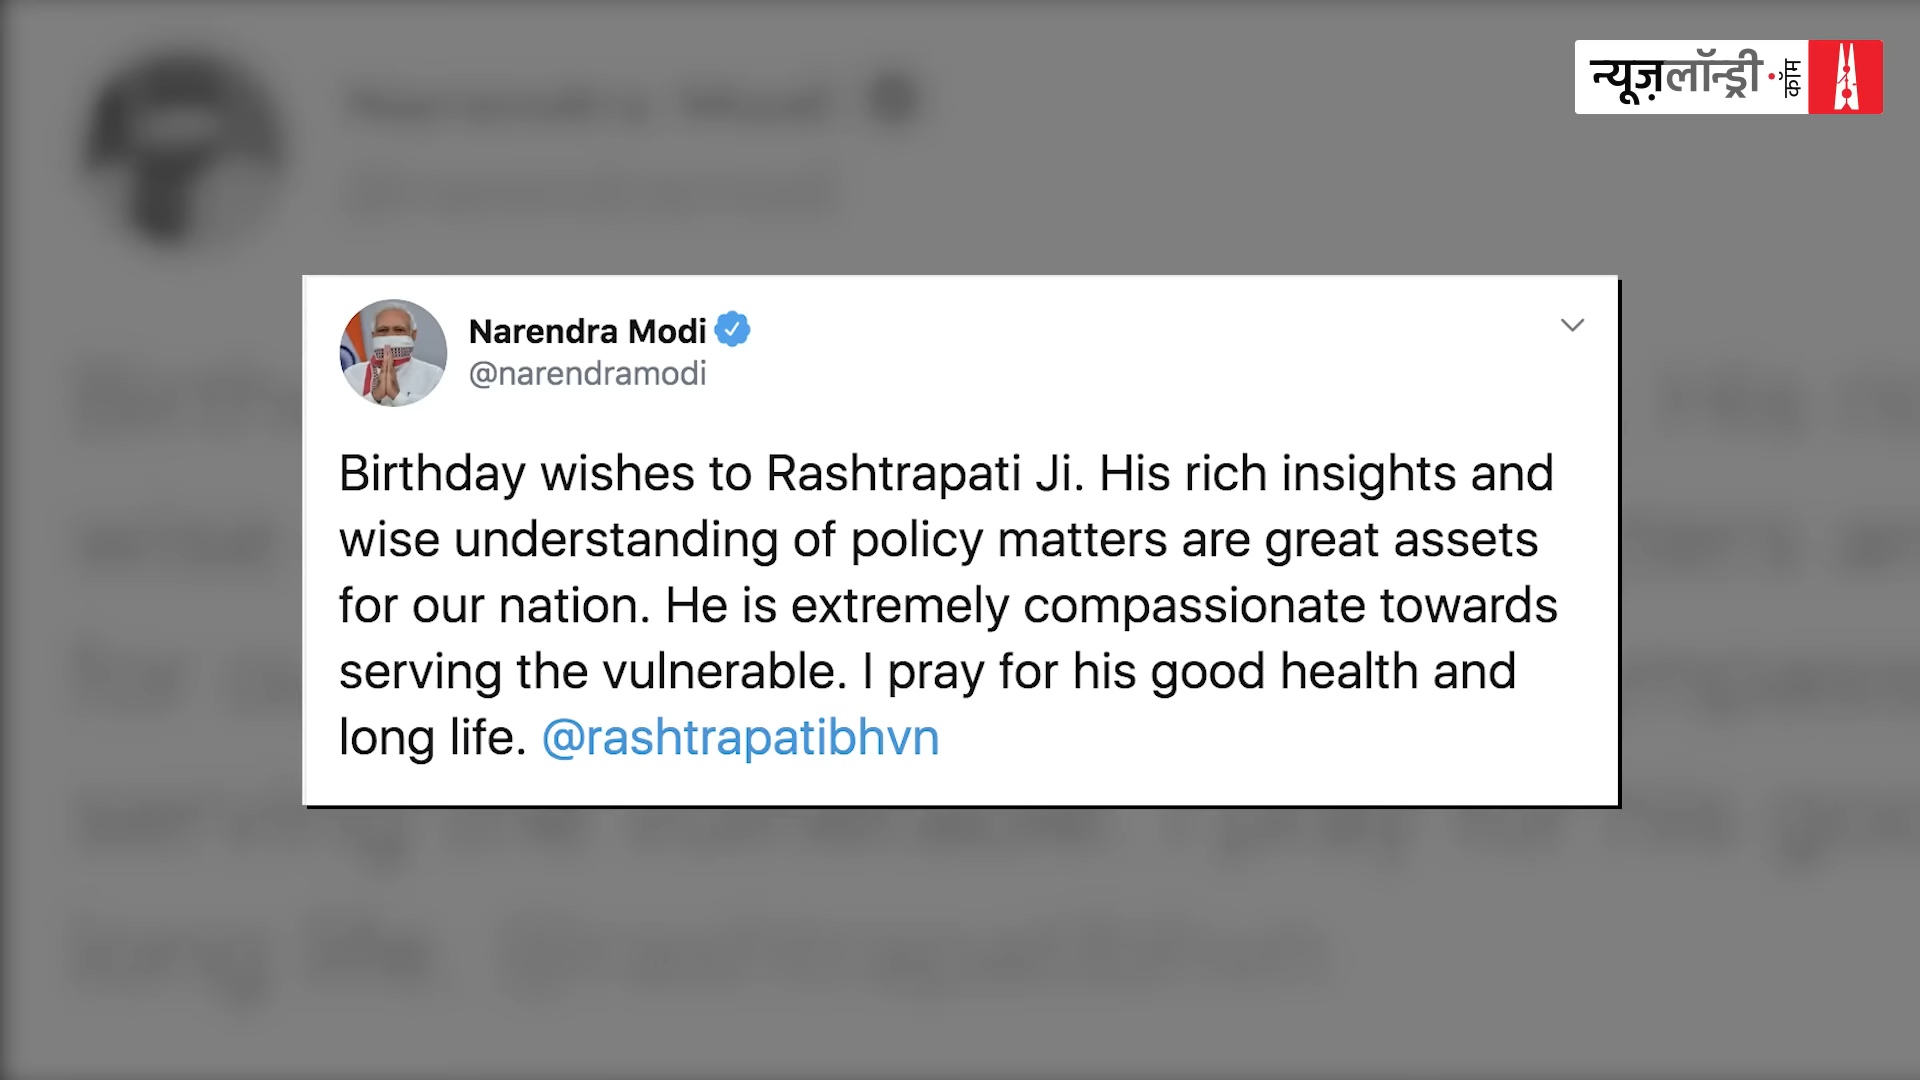 न्यूज़लॉन्ड्री.कॉम
Narendra Modi
@narendramodi
Birthday wishes to Rashtrapati Ji. His rich insights and
wise understanding of policy matters are great assets
for our nation. He is extremely compassionate towards
serving the vulnerable. I pray for his good health and
long life. @rashtrapatibhvn